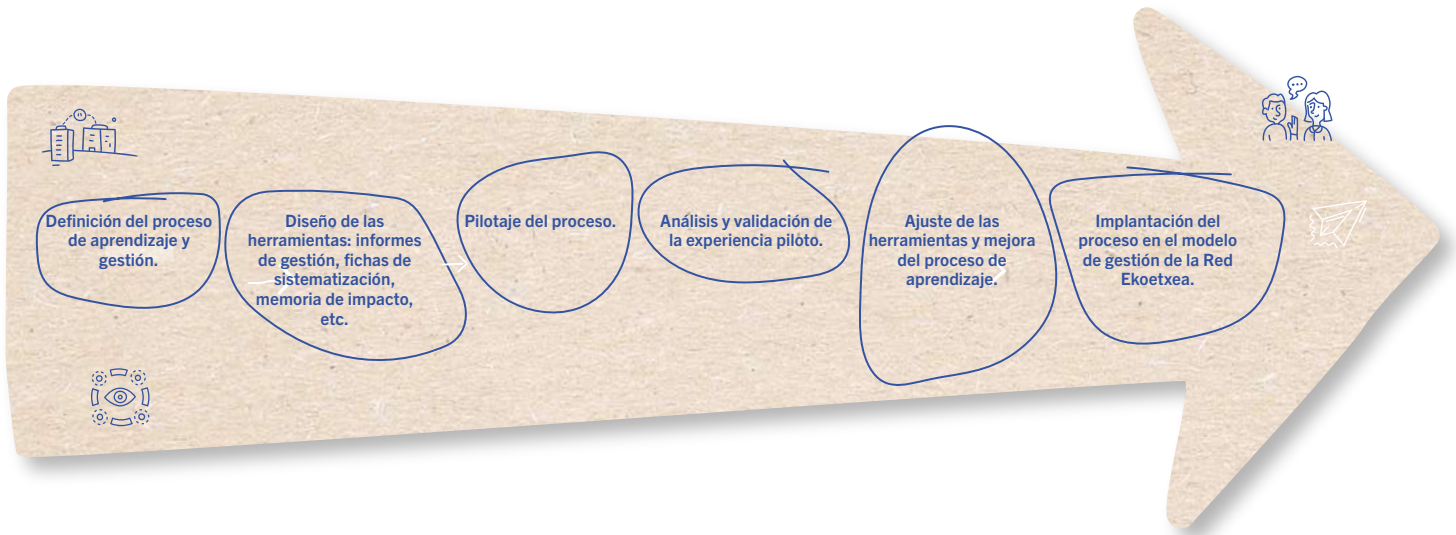 Definición del proceso
de aprendizaje y
gestión.
Diseño de las
herramientas: informes
de gestión, fichas de
sistematización,
memoria de impacto,
etc.
Pilotaje del proceso.
Análisis y validación de
la experiencia piloto.
Ajuste de las
herramientas y mejora
del proceso de
aprendizaje.
Implantación del
proceso en el modelo
de gestión de la Red
Ekoetxea.